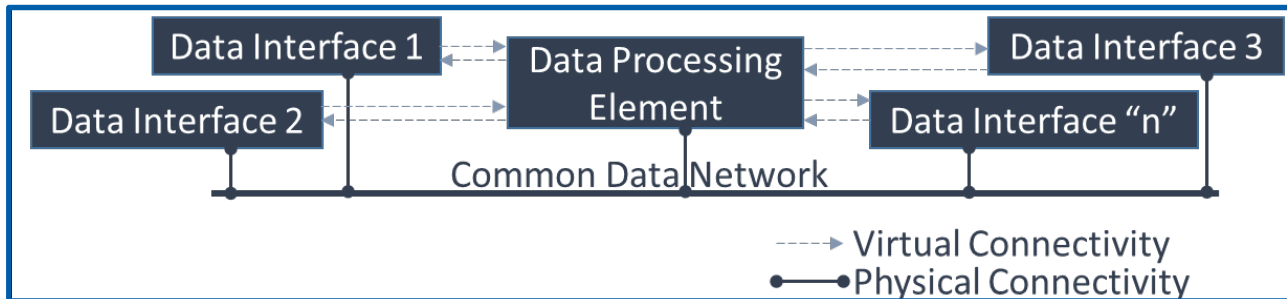 Data Interface 1
Data Processing
Element
Data Interface 3
Data Interface 2
Data Interface “n”
Common Data Network
Virtual Connectivity
Physical Connectivity